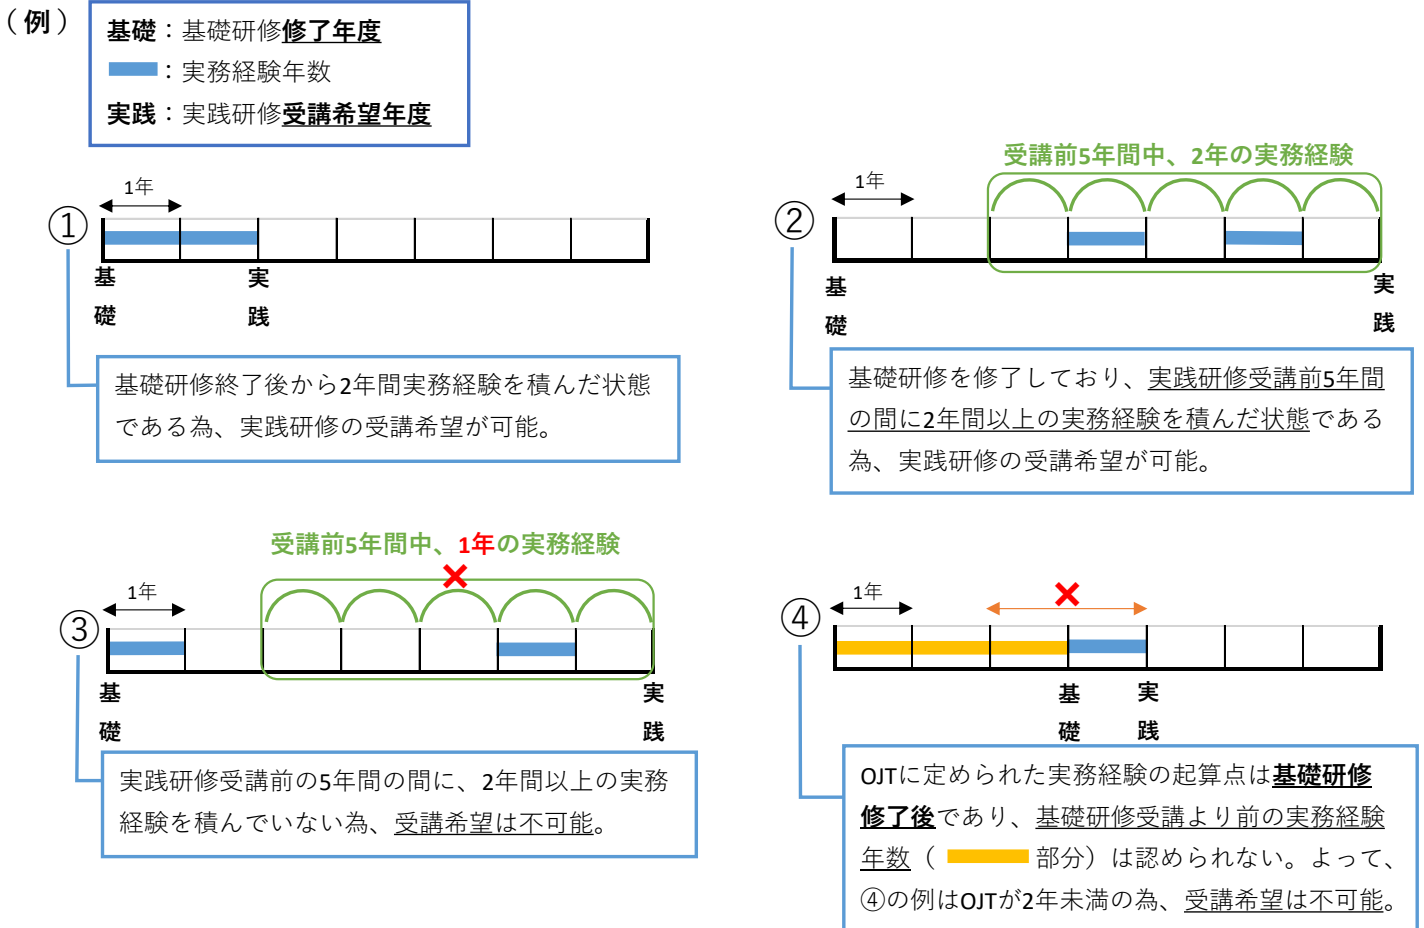 （例）
基礎：基礎研修修了年度
：実務経験年数
実践：実践研修受講希望年度
1年
①
基礎
実践
基礎研修終了後から2年間実務経験を積んだ状態
である為、実践研修の受講希望が可能。
受講前5年間中、2年の実務経験
1年
②
基礎
実践
基礎研修を修了しており、実践研修受講前5年間
の間に2年間以上の実務経験を積んだ状態である
為、実践研修の受講希望が可能。
受講前5年間中、1年の実務経験
1年
③
基礎
実践
実践研修受講前の5年間の間に、2年間以上の実務
経験を積んでいない為、受講希望は不可能。
1年
④
基礎
実践
OJTに定められた実務経験の起算点は基礎研修
修了後であり、基礎研修受講より前の実務経験
年数（ 部分）は認められない。よって、
④の例はOJTが2年未満の為、受講希望は不可能。